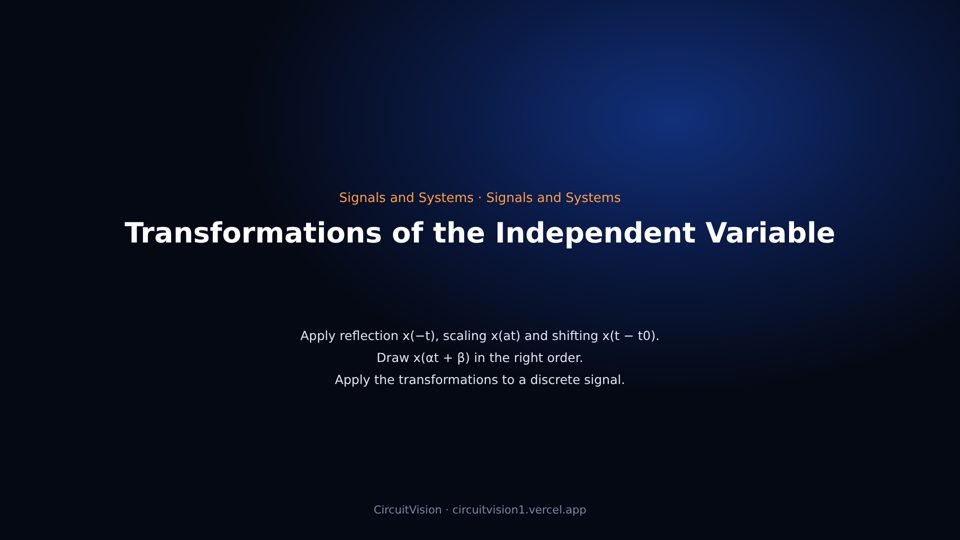 Signals and Systems · Signals and Systems
Transformations of the Independent Variable
Apply reflection x(−t), scaling x(at) and shifting x(t − t0).
Draw x(αt + β) in the right order.
Apply the transformations to a discrete signal.
CircuitVision · circuitvision1.vercel.app